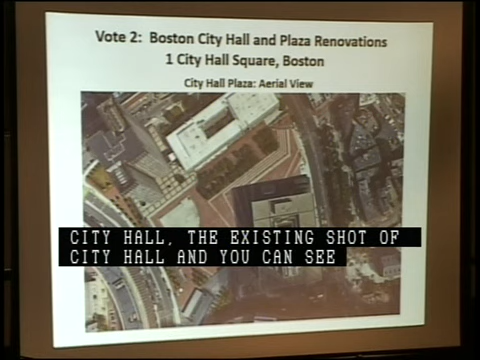 Vote 2: Boston City Hall and Plaza Renovations
1 City Hall Square, Boston
City Hall Plaza: Aerial View
CITY HALL, THE EXISTING SHOT OF
CITY HALL AND YOU CAN SEE